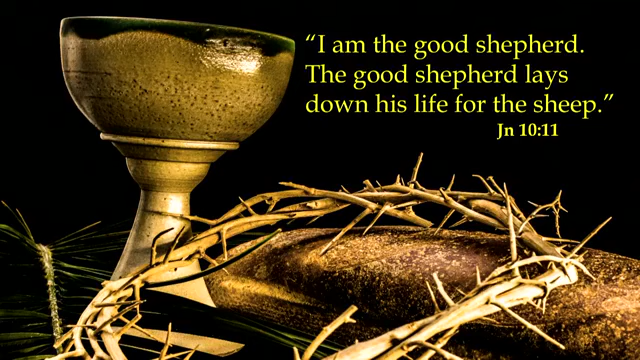 “I am the good shepherd.
The good shepherd lays
down his life for the sheep.”
Jn 10:11